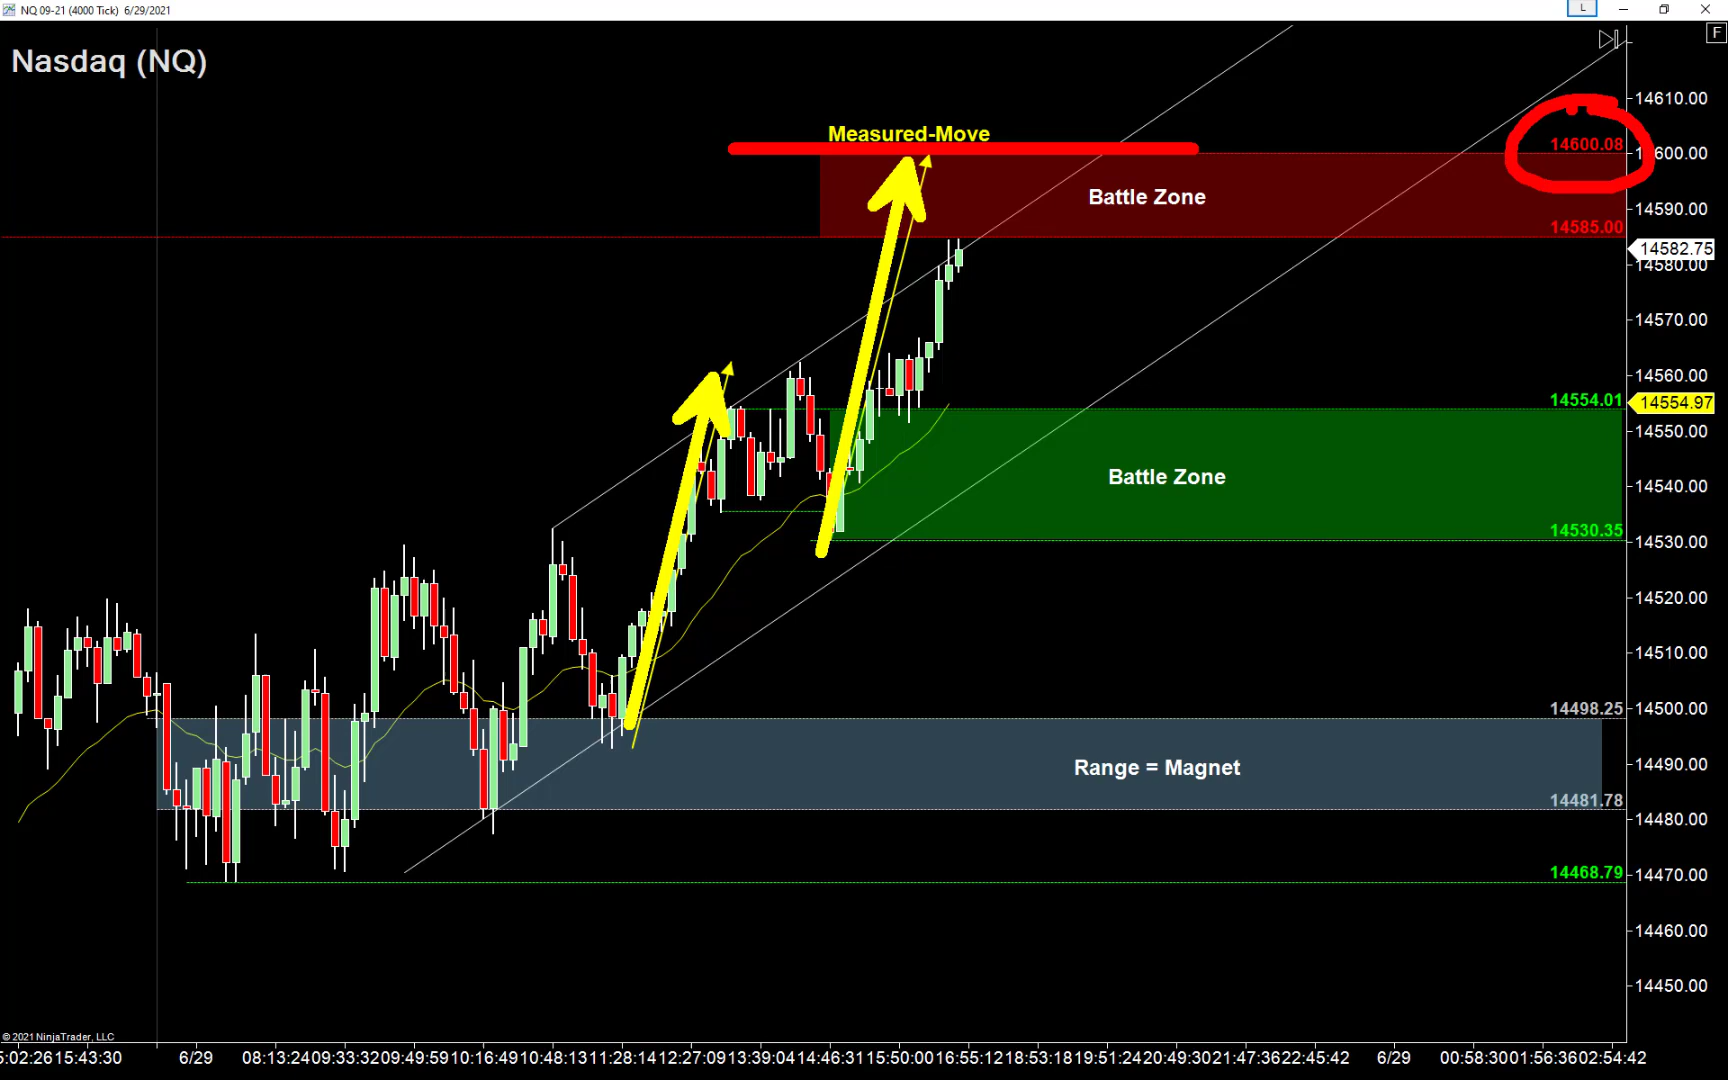 NQ 09-21 (4000 Tick) 6/29/2021
L
F
Nasdaq (NQ)
Measured-Move
Battle Zone
14600.08
14585.00
14610.00
14600.00
14590.00
14582.75
14580.00
14570.00
14560.00
14554.01
14554.97
14550.00
Battle Zone
14540.00
14530.35
14530.00
14520.00
14510.00
14498.25
14500.00
14490.00
Range = Magnet
14481.78
14480.00
14468.79
14470.00
14460.00
14450.00
© 2021 NinjaTrader, LLC
5:02:26 15:43:30 6/29 08:13:24 09:33:32 09:49:59 10:16:49 10:48:13 11:28:14 12:27:09 13:39:04 14:46:31 15:50:00 16:55:12 18:53:18 19:51:24 20:49:30 21:47:36 22:45:42 6/29 00:58:30 01:56:36 02:54:42